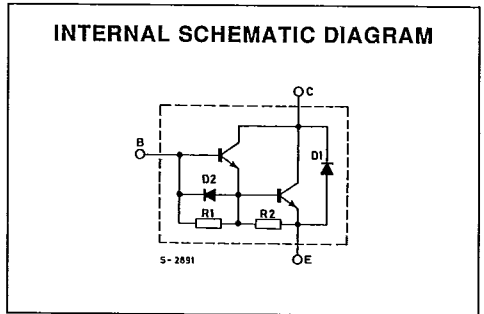 INTERNAL SCHEMATIC DIAGRAM
C
B
D1
D2
R1 R2
S-2891
E